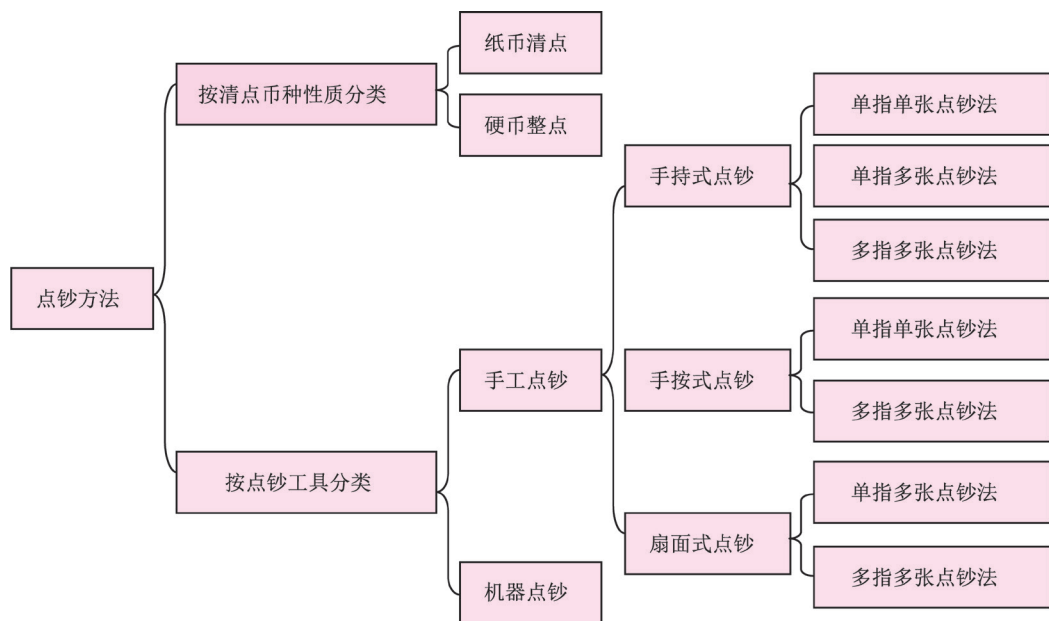 点钞方法
按清点币种性质分类
纸币清点
硬币整点
按点钞工具分类
手工点钞
手持式点钞
单指单张点钞法
单指多张点钞法
多指多张点钞法
手按式点钞
单指单张点钞法
多指多张点钞法
扇面式点钞
单指多张点钞法
多指多张点钞法
机器点钞